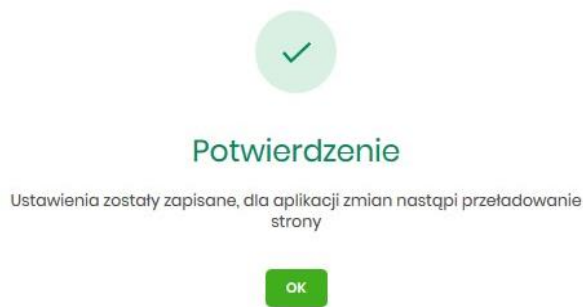 Potwierdzenie
Ustawienia zostały zapisane, dla aplikacji zmian nastąpi przeładowanie
strony
OK